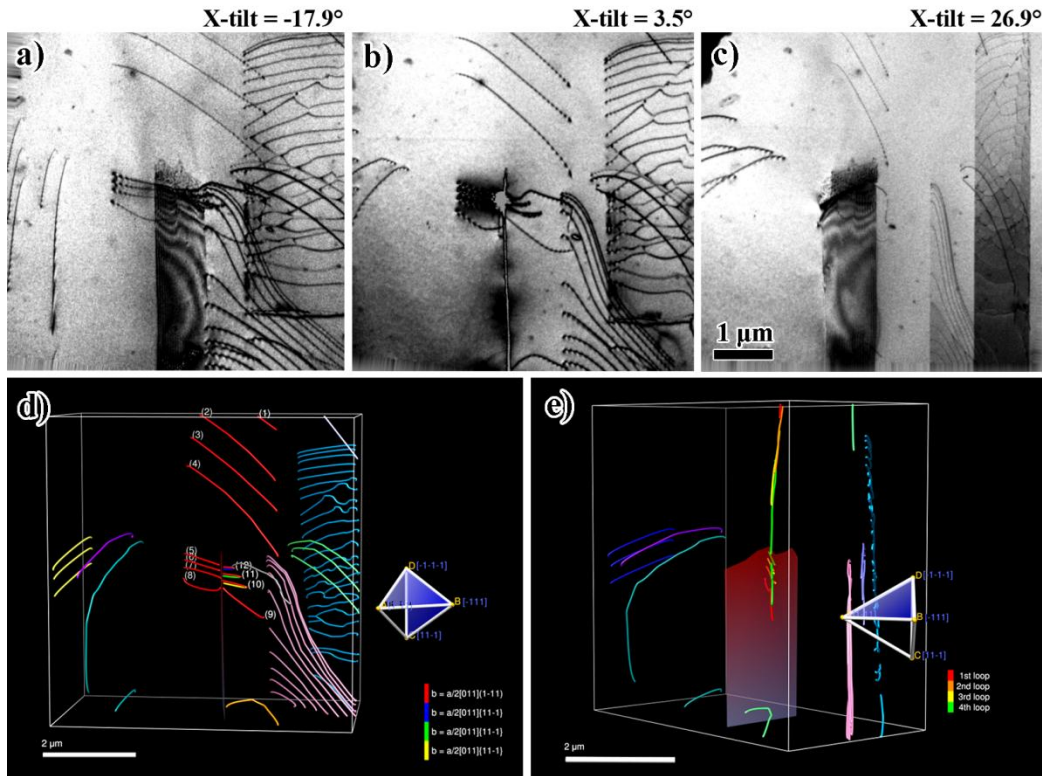 X-tilt = -17.9°
X-tilt = 3.5°
X-tilt = 26.9°
a)
b)
c)
1 µm
d)
(2)
(1)
(3)
(4)
(5)
(7)
(8)
(11)
(10)
(9)
D[-1-1-1]
B[-111]
[11-1]
b = a/2[011](1-11)
b = a/2[011](11-1)
b = a/2[011](11-1)
b = a/2[011](11-1)
2 µm
e)
D[-1-1-1]
B[-111]
C[11-1]
1st loop
2nd loop
3rd loop
4th loop
2 µm